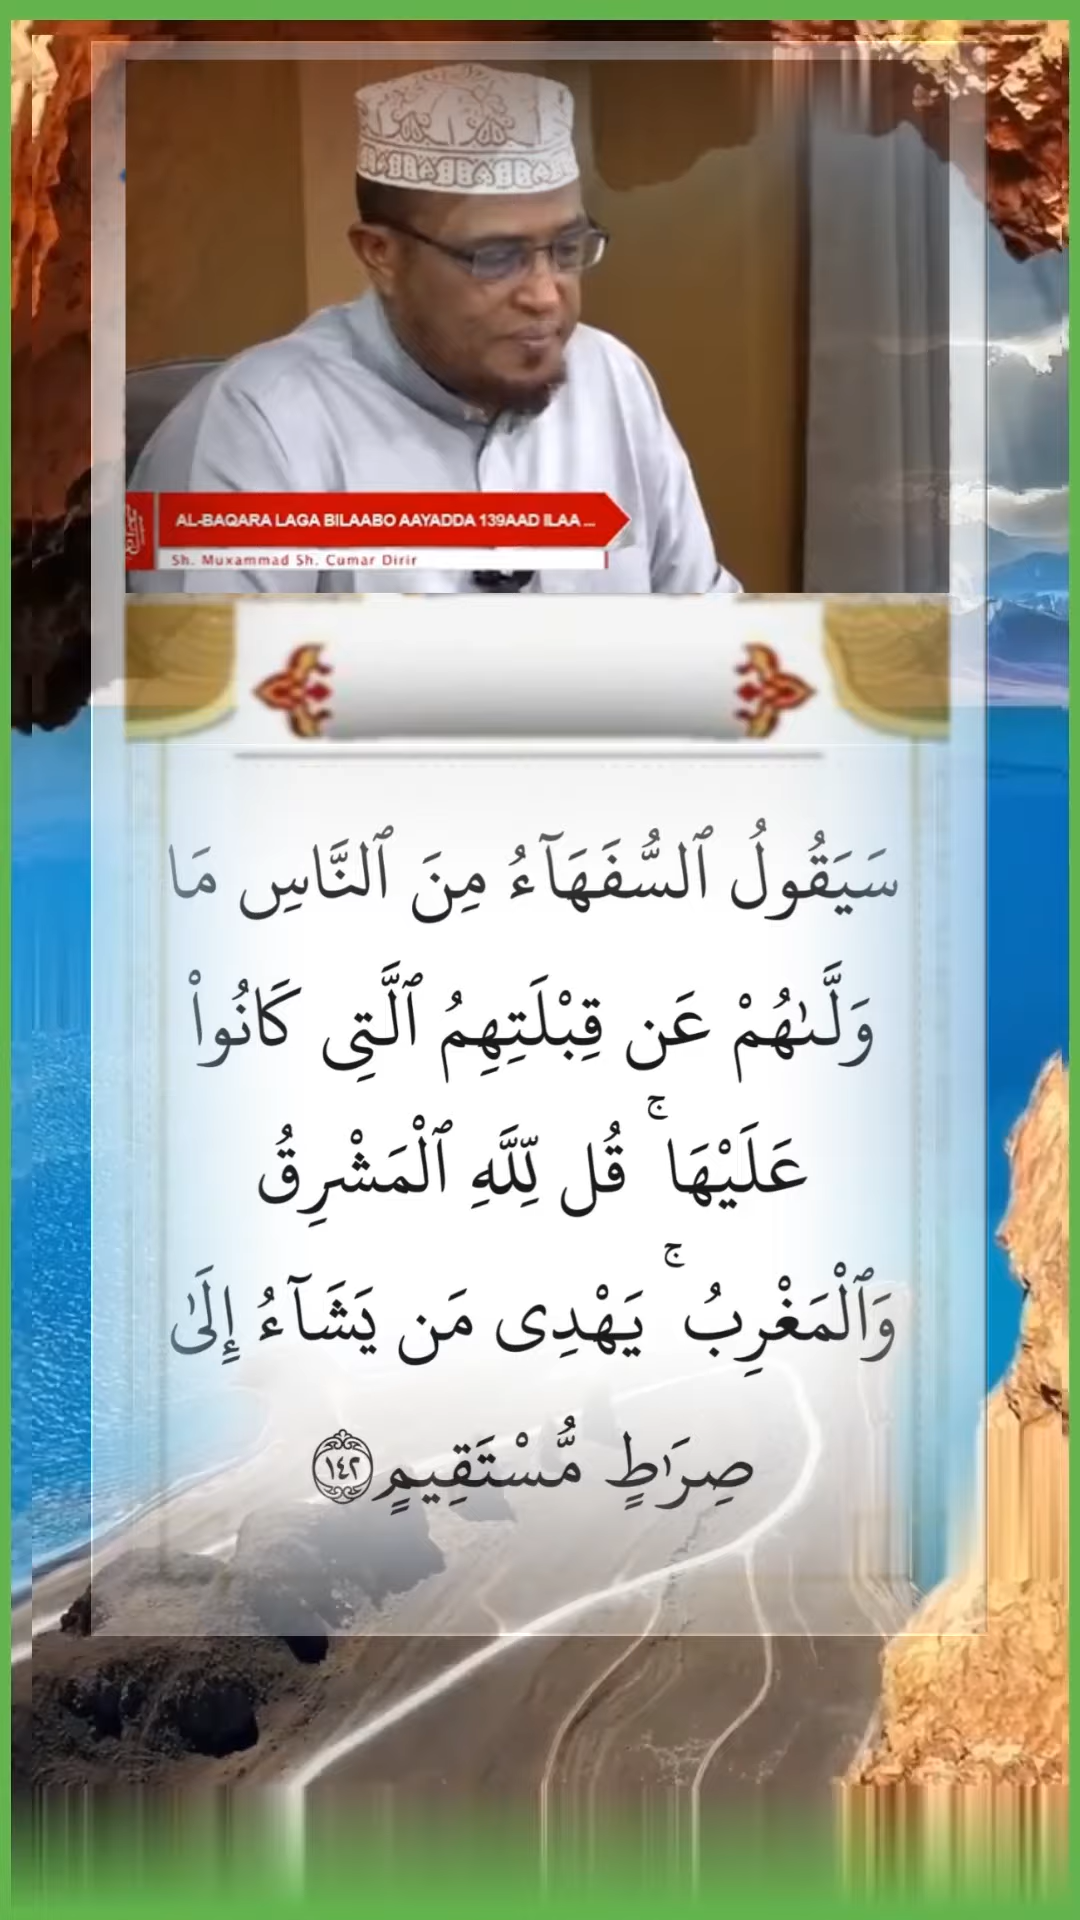 AL-BAQARA LAGA BILAABO AAYADDA 139AAD ILAA ...
Sh. Muxammad Sh. Cumar Dirir
سَيَقُولُ ٱلسُّفَهَآءُ مِنَ ٱلنَّاسِ مَا
وَلَّىٰهُمْ عَن قِبْلَتِهِمُ ٱلَّتِى كَانُوا۟
عَلَيْهَا ۚ قُل لِّلَّهِ ٱلْمَشْرِقُ
وَٱلْمَغْرِبُ ۚ يَهْدِى مَن يَشَآءُ إِلَىٰ
صِرَٰطٍ مُّسْتَقِيمٍ ١٤٢